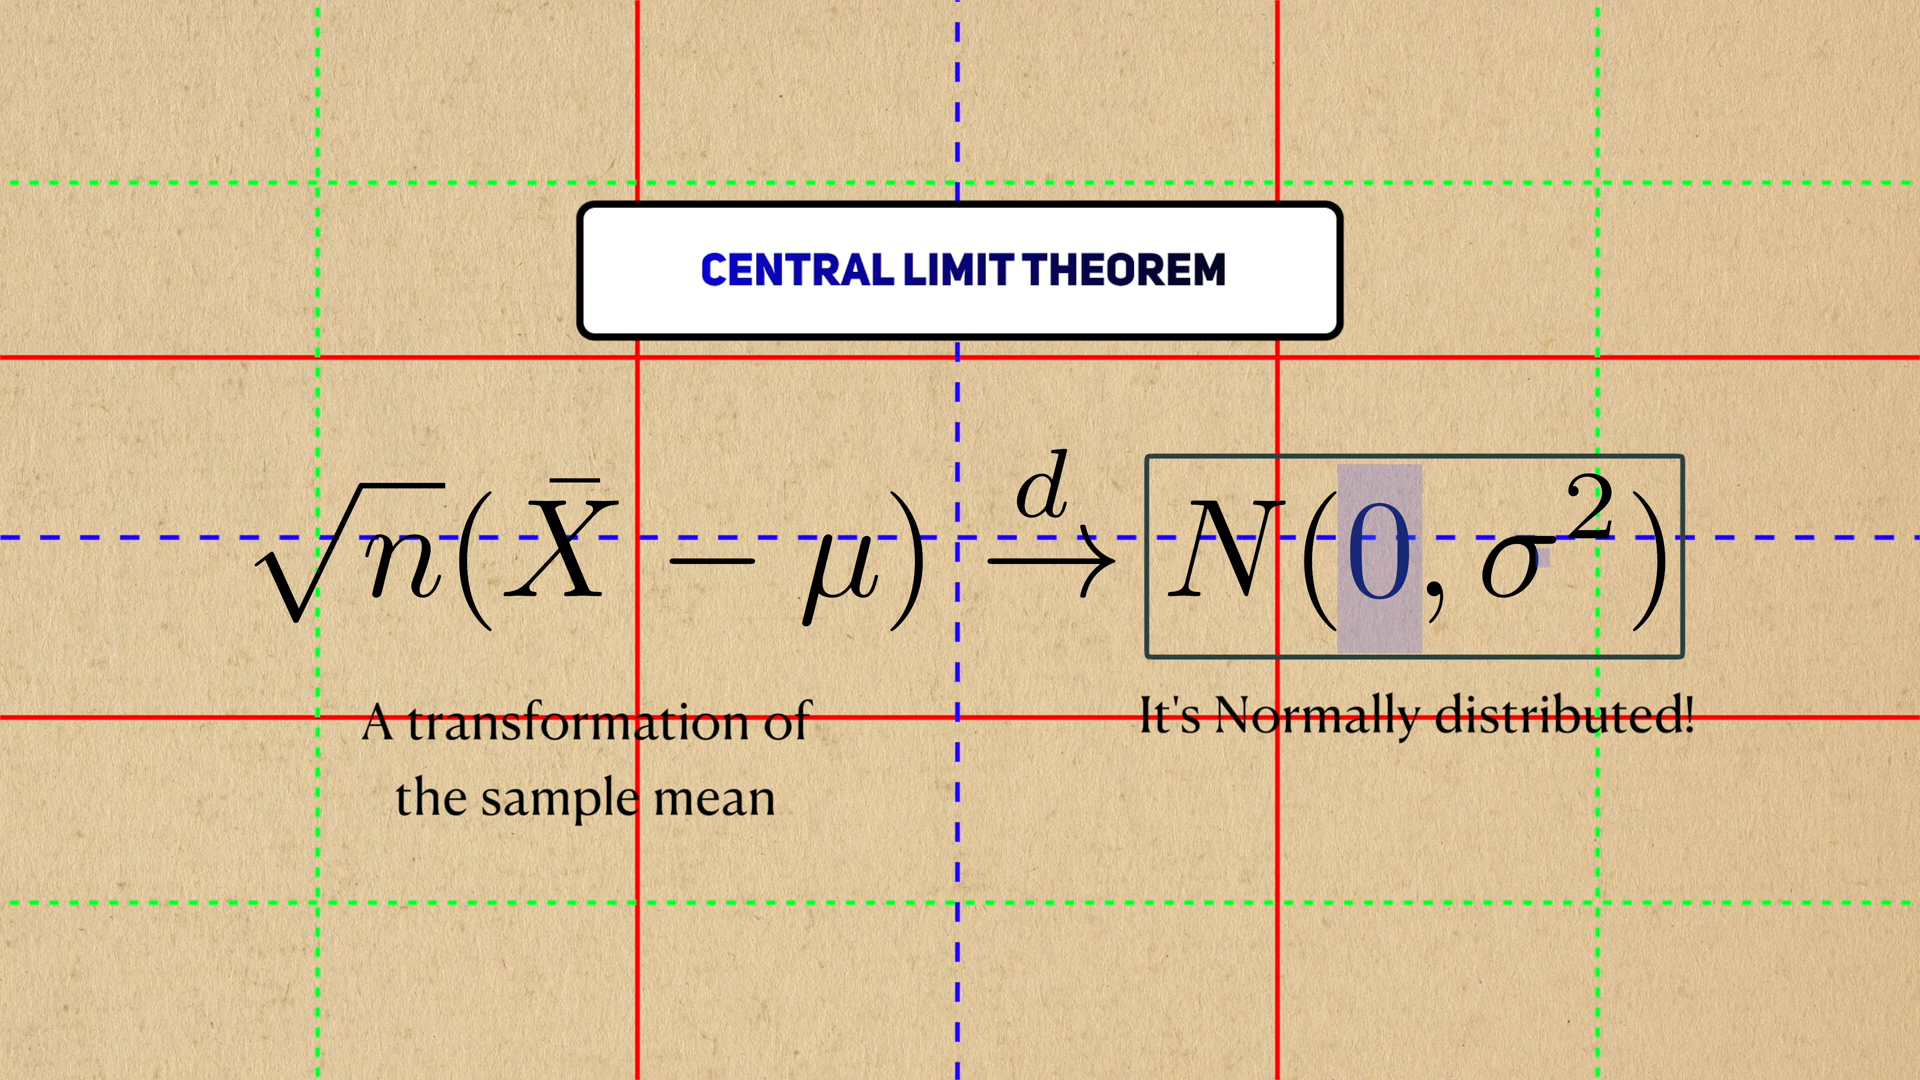 CENTRAL LIMIT THEOREM
√n(X̄ − μ) →ᵈ N(0, σ²)
A transformation of
the sample mean
It's Normally distributed!